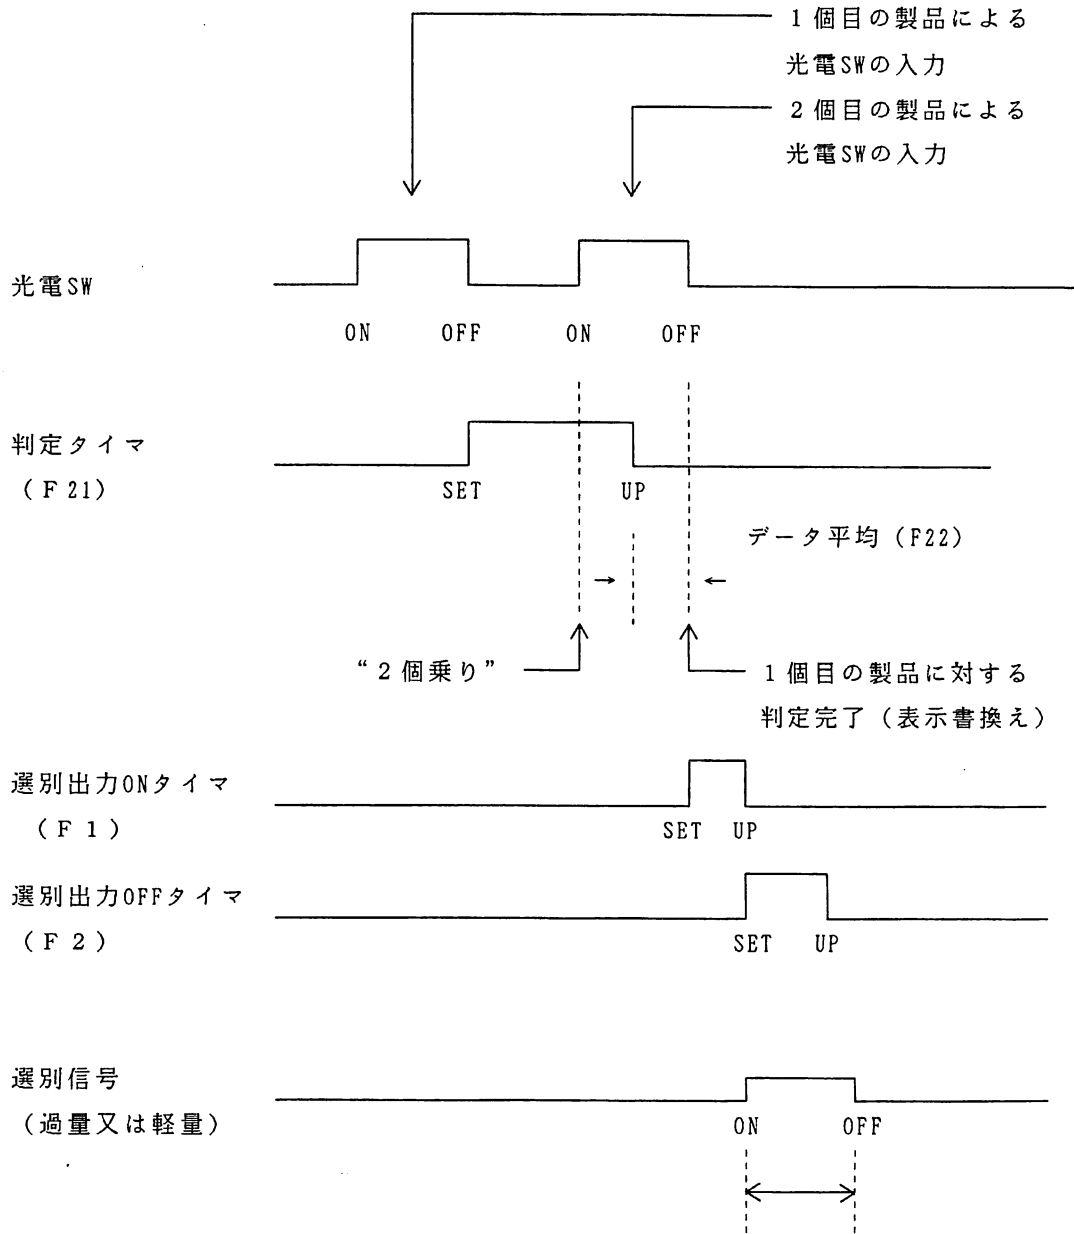 1個目の製品による
光電SWの入力
2個目の製品による
光電SWの入力
光電SW
ON OFF ON OFF
判定タイマ
(F21)
SET UP
データ平均(F22)
→ ←
“2個乗り”
1個目の製品に対する
判定完了(表示書換え)
選別出力ONタイマ
(F1)
SET UP
選別出力OFFタイマ
(F2)
SET UP
選別信号
(過量又は軽量)
ON OFF